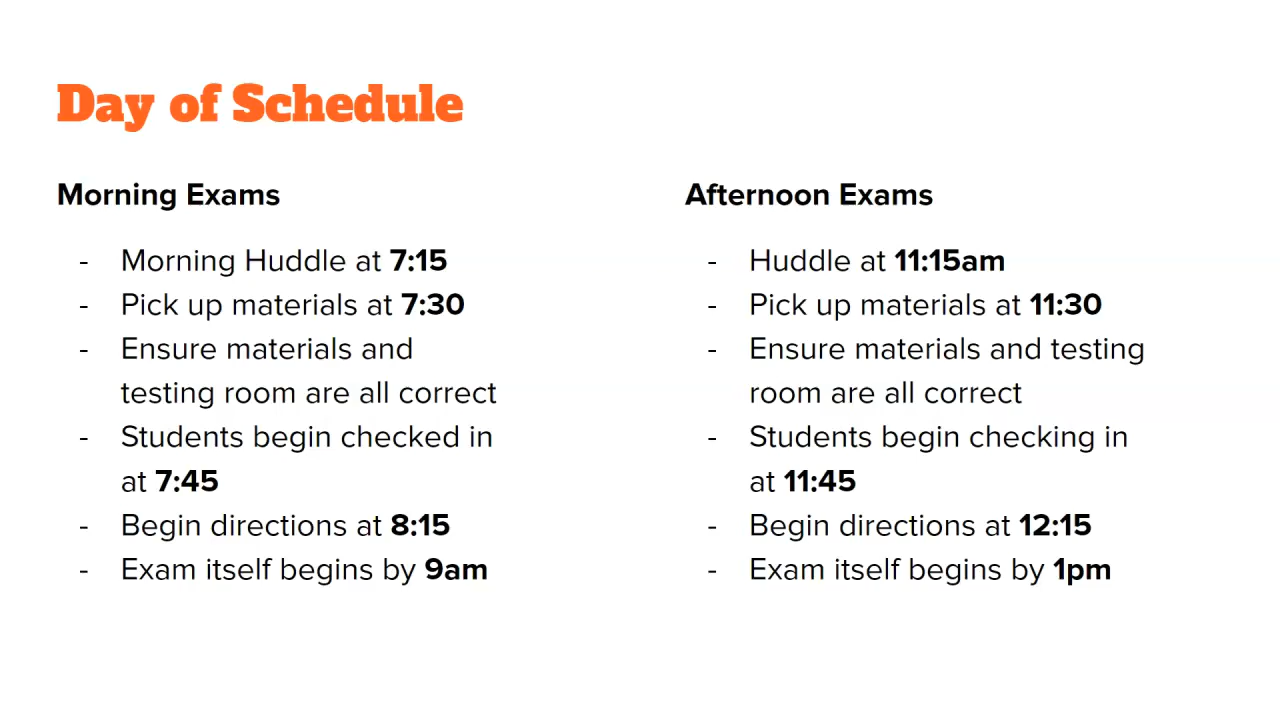 Day of Schedule
Morning Exams
- Morning Huddle at 7:15
- Pick up materials at 7:30
- Ensure materials and
testing room are all correct
- Students begin checked in
at 7:45
- Begin directions at 8:15
- Exam itself begins by 9am
Afternoon Exams
- Huddle at 11:15am
- Pick up materials at 11:30
- Ensure materials and testing
room are all correct
- Students begin checking in
at 11:45
- Begin directions at 12:15
- Exam itself begins by 1pm